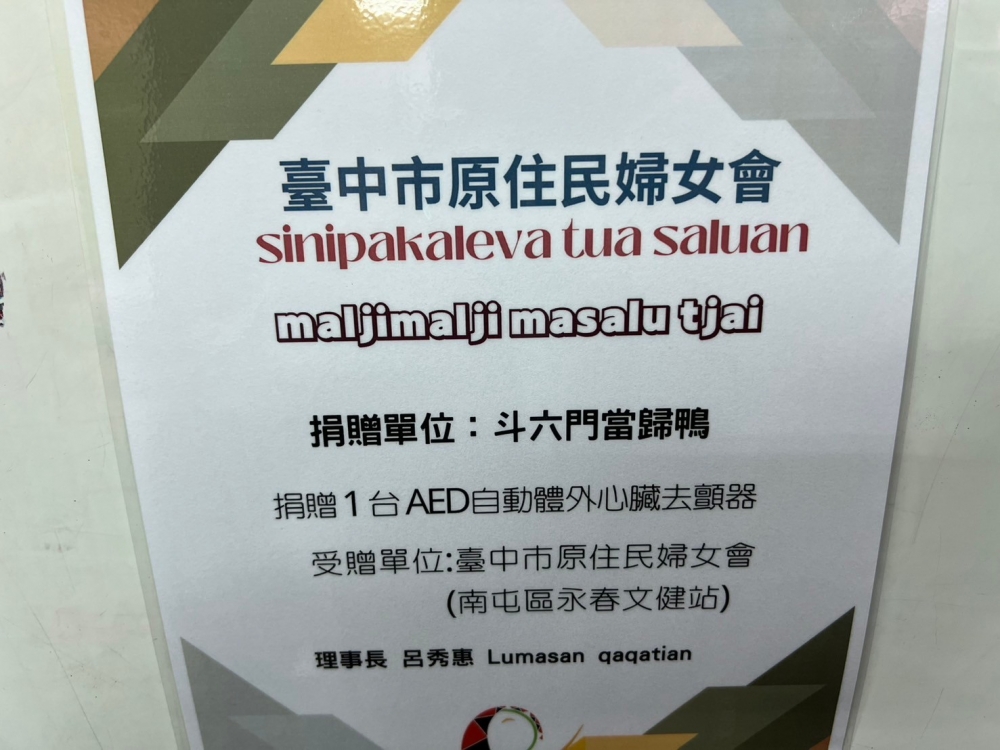 臺中市原住民婦女會
sinipakaleva tua saluan
maljimalji masalu tjai
捐贈單位：斗六門當歸鴨
捐贈1台AED自動體外心臟去顫器
受贈單位:臺中市原住民婦女會
(南屯區永春文健站)
理事長 呂秀惠 Lumasan qaqatian